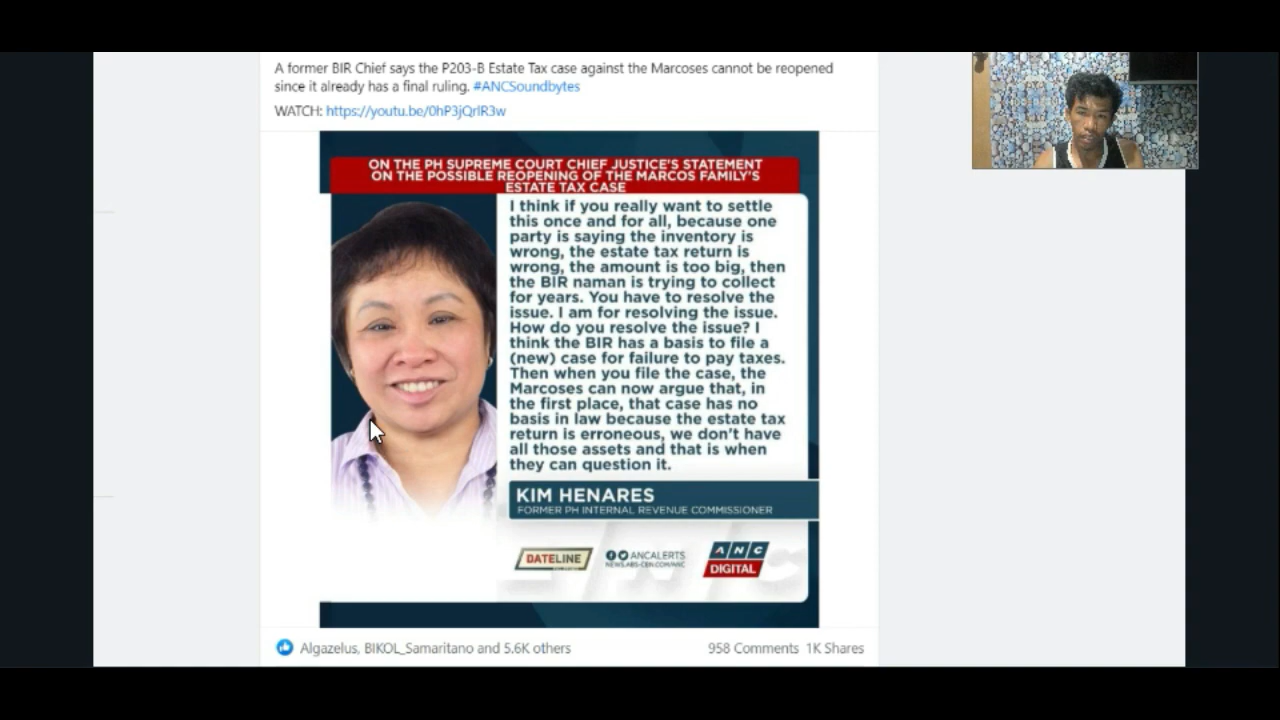 A former BIR Chief says the P203-B Estate Tax case against the Marcoses cannot be reopened
since it already has a final ruling. #ANCSoundbytes
WATCH: https://youtu.be/0hP3jQrlR3w
ON THE PH SUPREME COURT CHIEF JUSTICE'S STATEMENT
ON THE POSSIBLE REOPENING OF THE MARCOS FAMILY'S
ESTATE TAX CASE
I think if you really want to settle
this once and for all, because one
party is saying the inventory is
wrong, the estate tax return is
wrong, the amount is too big, then
the BIR naman is trying to collect
for years. You have to resolve the
issue. I am for resolving the issue.
How do you resolve the issue? I
think the BIR has a basis to file a
(new) case for failure to pay taxes.
Then when you file the case, the
Marcoses can now argue that, in
the first place, that case has no
basis in law because the estate tax
return is erroneous, we don't have
all those assets and that is when
they can question it.
KIM HENARES
FORMER PH INTERNAL REVENUE COMMISSIONER
DATELINE
ANCALERTS
NEWS.ABS-CBN.COM/ANC
ANC
DIGITAL
Algazelus, BIKOL_Samaritano and 5.6K others
958 Comments 1K Shares